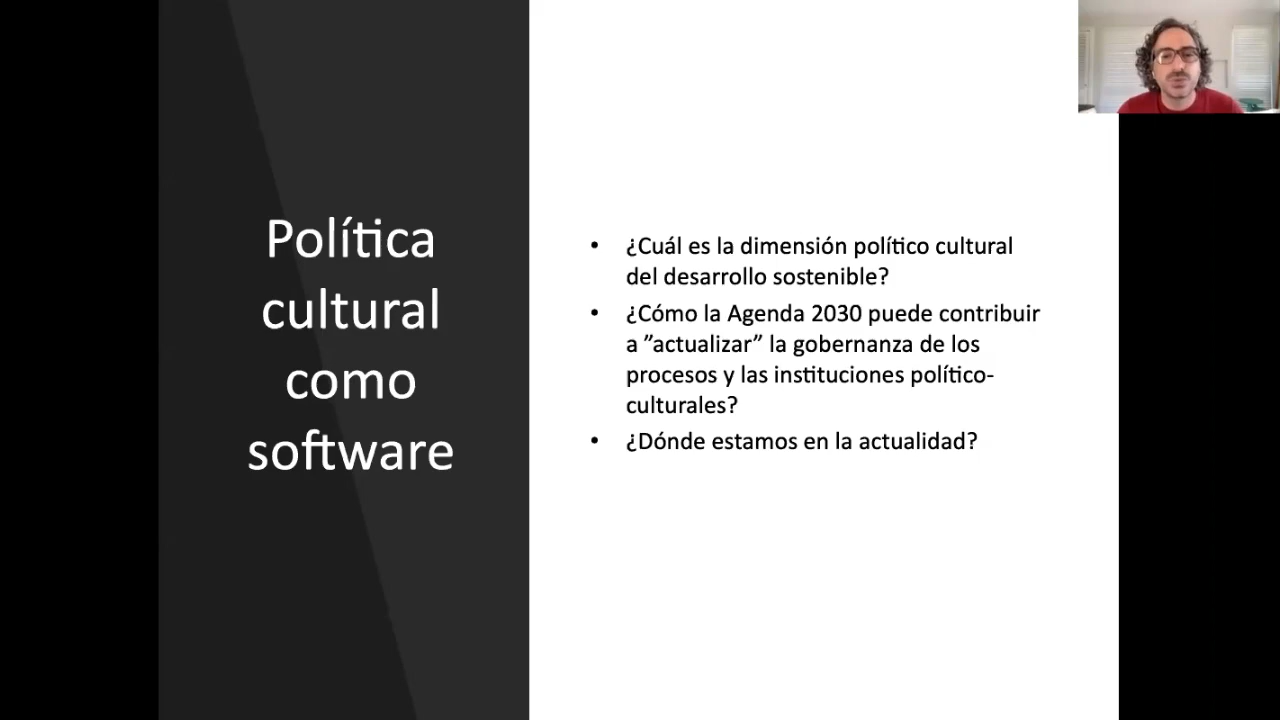 Política
cultural
como
software
• ¿Cuál es la dimensión político cultural
del desarrollo sostenible?
• ¿Cómo la Agenda 2030 puede contribuir
a ”actualizar” la gobernanza de los
procesos y las instituciones político-
culturales?
• ¿Dónde estamos en la actualidad?